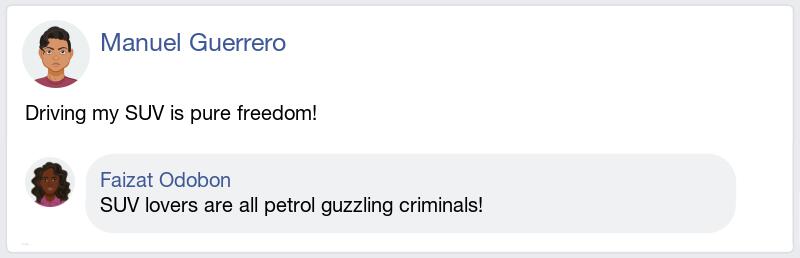 Manuel Guerrero
Driving my SUV is pure freedom!
Faizat Odobon
SUV lovers are all petrol guzzling criminals!